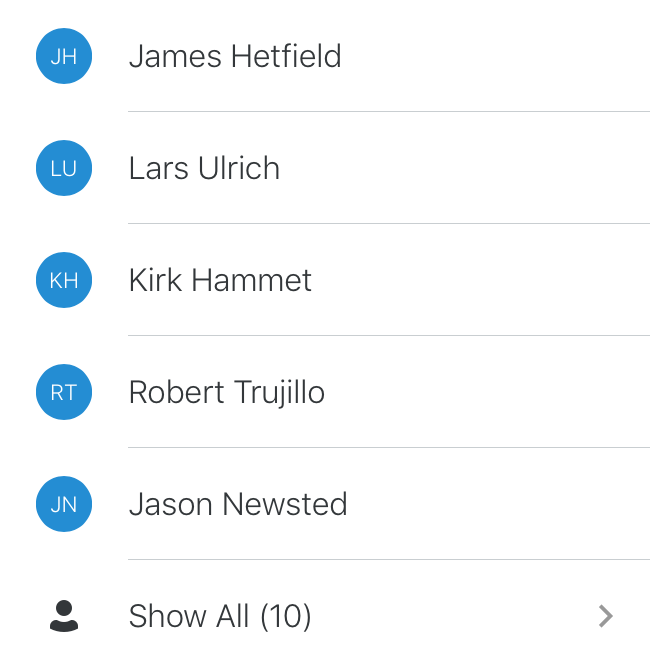 JH James Hetfield
LU Lars Ulrich
KH Kirk Hammet
RT Robert Trujillo
JN Jason Newsted
Show All (10)